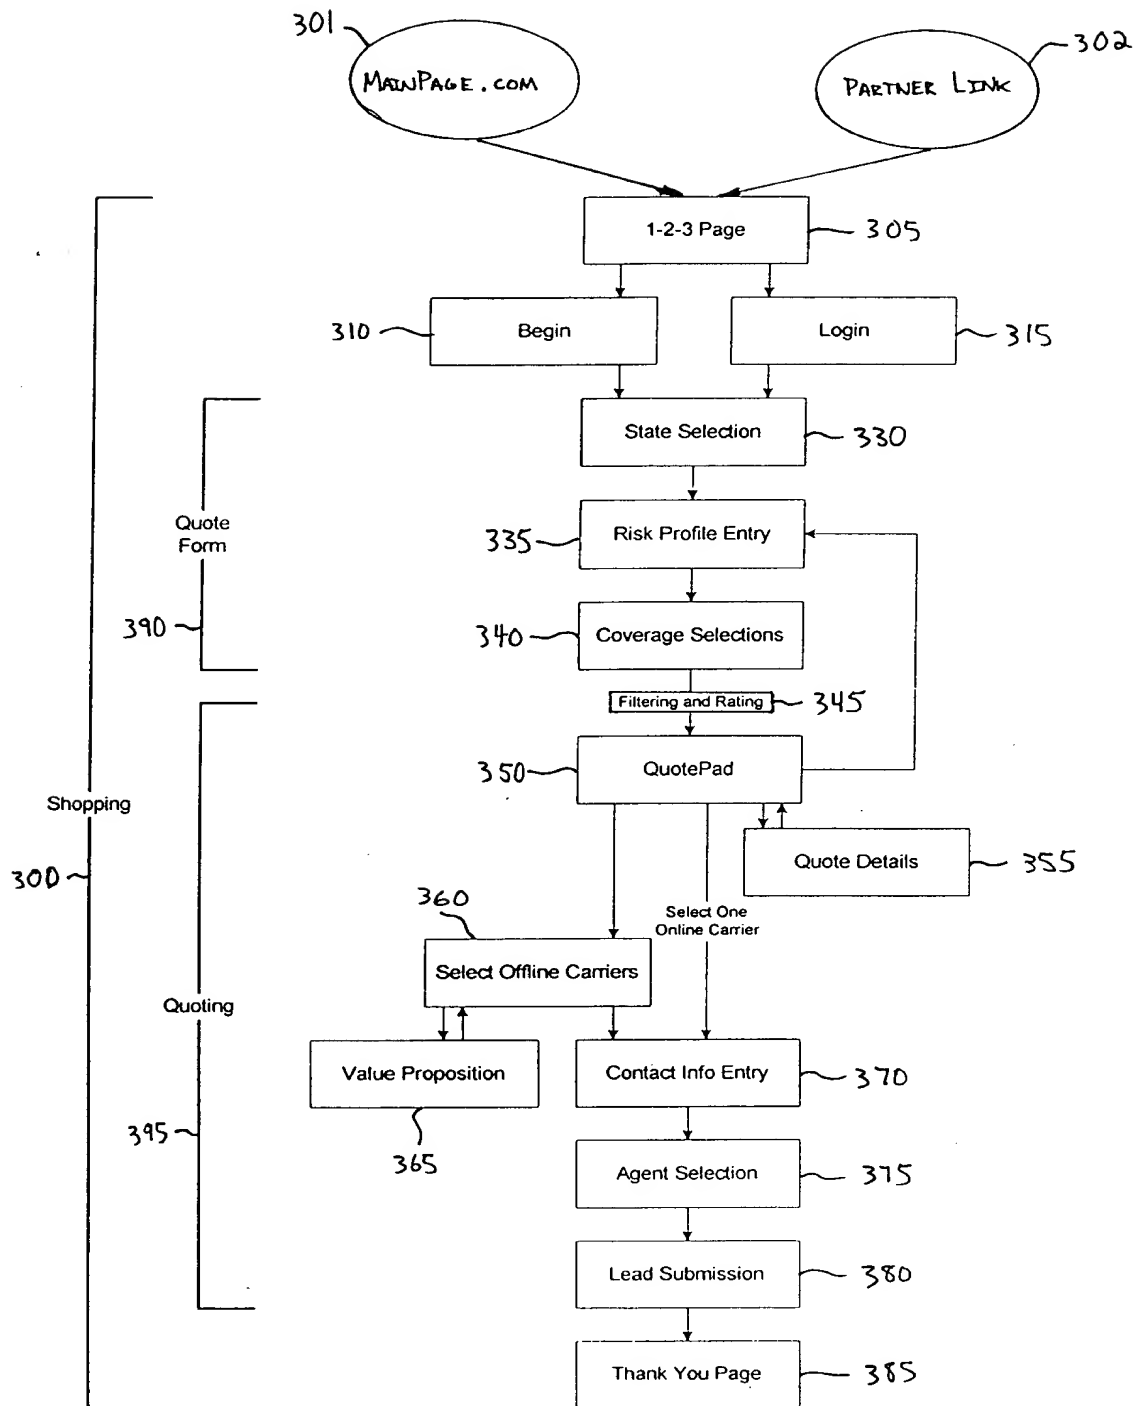 301
302
MAINPAGE.COM
PARTNER LINK
1-2-3 Page
305
310
Begin
Login
315
State Selection
330
Quote
Form
335
Risk Profile Entry
390
340
Coverage Selections
Filtering and Rating
345
350
QuotePad
Shopping
300
Quote Details
355
360
Select One
Online Carrier
Select Offline Carriers
Quoting
Value Proposition
Contact Info Entry
370
395
365
Agent Selection
375
Lead Submission
380
Thank You Page
385